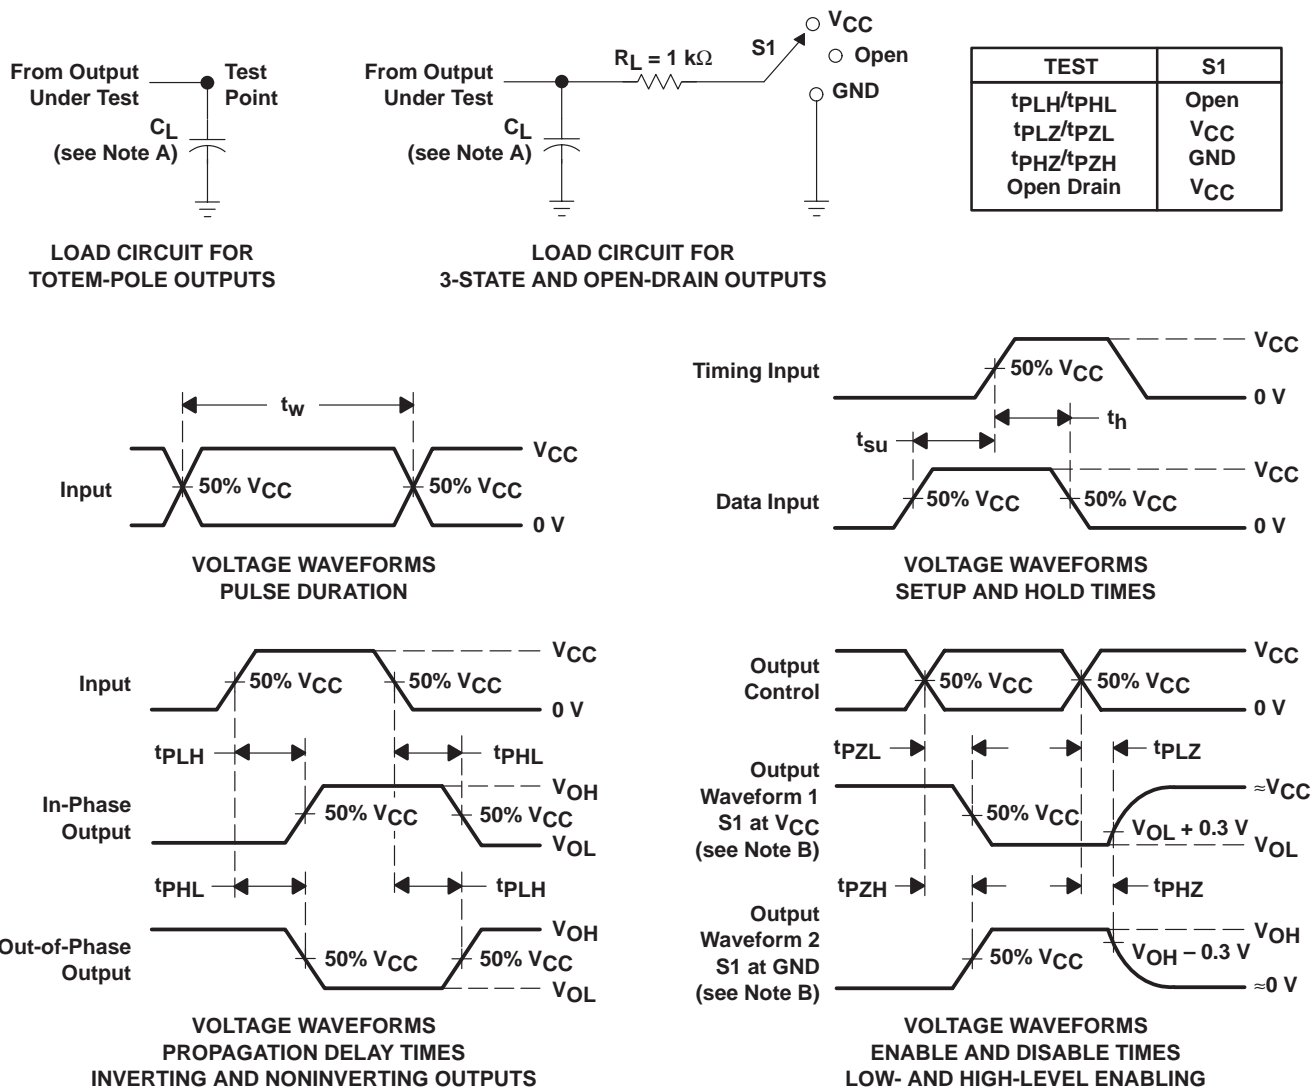 From Output
Under Test
Test
Point
CL
(see Note A)
LOAD CIRCUIT FOR
TOTEM-POLE OUTPUTS
From Output
Under Test
RL = 1 kΩ
S1
VCC
Open
GND
CL
(see Note A)
LOAD CIRCUIT FOR
3-STATE AND OPEN-DRAIN OUTPUTS
TEST S1
tPLH/tPHL Open
tPLZ/tPZL VCC
tPHZ/tPZH GND
Open Drain VCC
tw
Input
50% VCC
50% VCC
VCC
0 V
VOLTAGE WAVEFORMS
PULSE DURATION
Timing Input
50% VCC
VCC
0 V
tsu
th
Data Input
50% VCC
50% VCC
VCC
0 V
VOLTAGE WAVEFORMS
SETUP AND HOLD TIMES
Input
50% VCC
50% VCC
VCC
0 V
tPLH
tPHL
In-Phase
Output
50% VCC
50% VCC
VOH
VOL
tPHL
tPLH
Out-of-Phase
Output
50% VCC
50% VCC
VOH
VOL
VOLTAGE WAVEFORMS
PROPAGATION DELAY TIMES
INVERTING AND NONINVERTING OUTPUTS
Output
Control
50% VCC
50% VCC
VCC
0 V
tPZL
tPLZ
Output
Waveform 1
S1 at VCC
(see Note B)
50% VCC
VOL + 0.3 V
≈VCC
VOL
tPZH
tPHZ
Output
Waveform 2
S1 at GND
(see Note B)
50% VCC
VOH − 0.3 V
VOH
≈0 V
VOLTAGE WAVEFORMS
ENABLE AND DISABLE TIMES
LOW- AND HIGH-LEVEL ENABLING